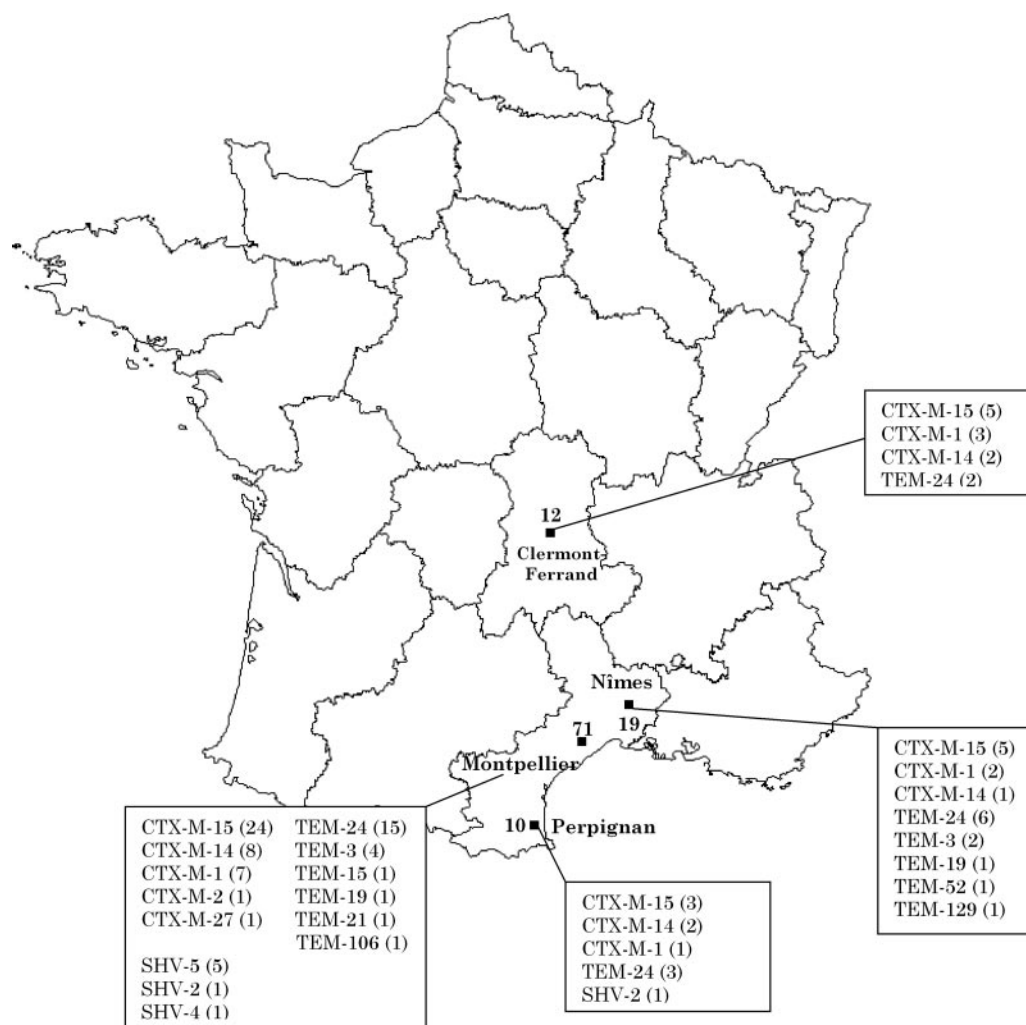 CTX-M-15 (5)
CTX-M-1 (3)
CTX-M-14 (2)
TEM-24 (2)
12
Clermont-
Ferrand
Nîmes
19
71
Montpellier
10 Perpignan
CTX-M-15 (5)
CTX-M-1 (2)
CTX-M-14 (1)
TEM-24 (6)
TEM-3 (2)
TEM-19 (1)
TEM-52 (1)
TEM-129 (1)
CTX-M-15 (24) TEM-24 (15)
CTX-M-14 (8) TEM-3 (4)
CTX-M-1 (7) TEM-15 (1)
CTX-M-2 (1) TEM-19 (1)
CTX-M-27 (1) TEM-21 (1)
TEM-106 (1)
SHV-5 (5)
SHV-2 (1)
SHV-4 (1)
CTX-M-15 (3)
CTX-M-14 (2)
CTX-M-1 (1)
TEM-24 (3)
SHV-2 (1)